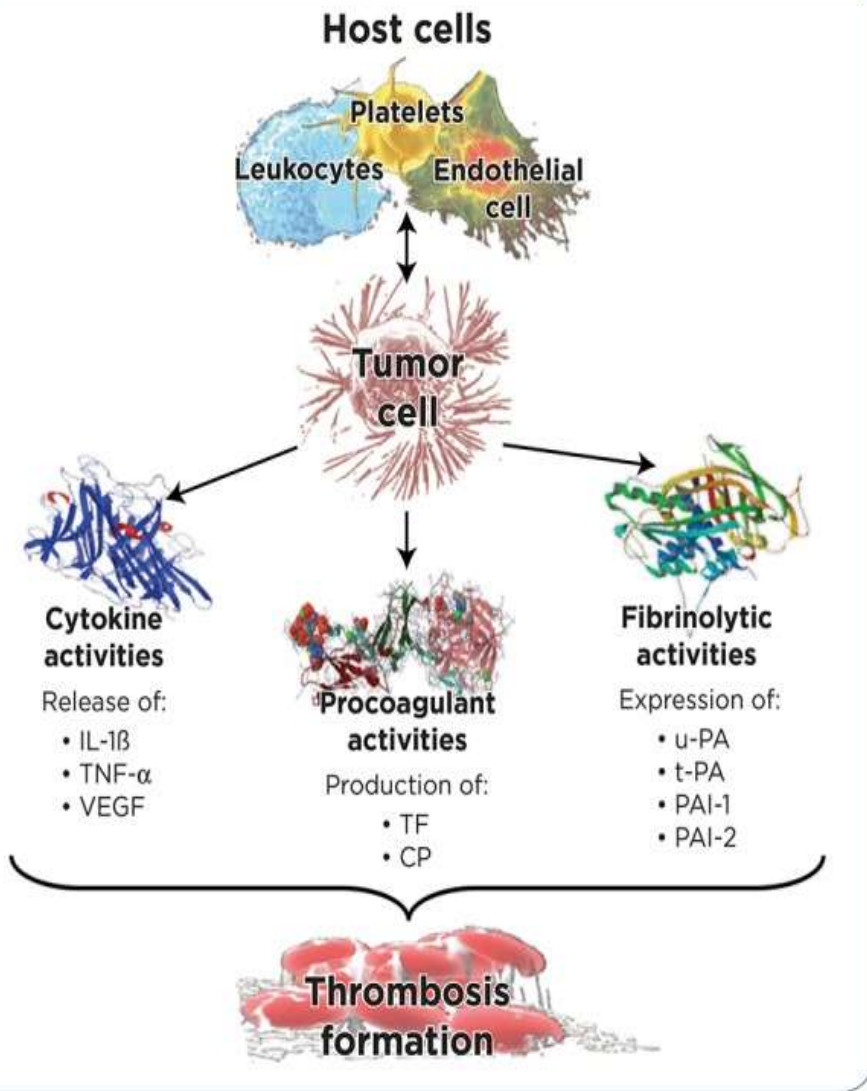 Host cells
Platelets
Leukocytes
Endothelial
cell
Tumor
cell
Cytokine
activities
Release of:
• IL-1ß
• TNF-α
• VEGF
Procoagulant
activities
Production of:
• TF
• CP
Fibrinolytic
activities
Expression of:
• u-PA
• t-PA
• PAI-1
• PAI-2
Thrombosis
formation